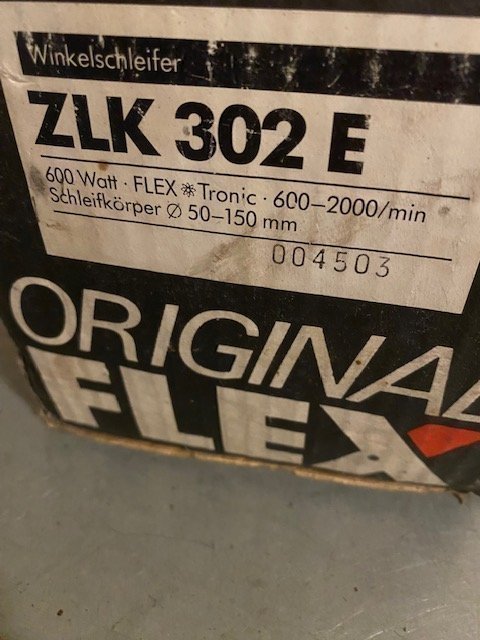 Winkelschleifer
ZLK 302 E
600 Watt · FLEX✳Tronic · 600–2000/min
Schleifkörper Ø 50–150 mm
004503
ORIGINAL
FLEX